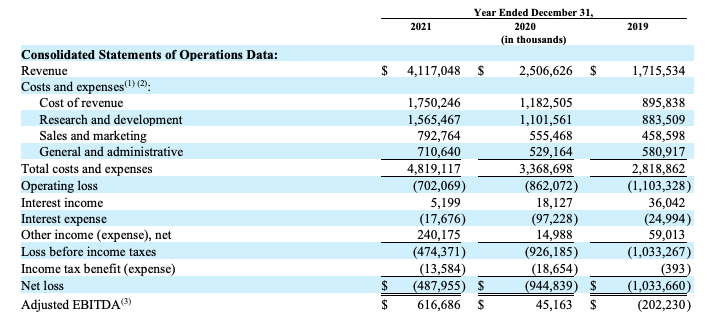 Year Ended December 31,
2021 2020 2019
(in thousands)
Consolidated Statements of Operations Data:
Revenue $ 4,117,048 $ 2,506,626 $ 1,715,534
Costs and expenses(1) (2):
Cost of revenue 1,750,246 1,182,505 895,838
Research and development 1,565,467 1,101,561 883,509
Sales and marketing 792,764 555,468 458,598
General and administrative 710,640 529,164 580,917
Total costs and expenses 4,819,117 3,368,698 2,818,862
Operating loss (702,069) (862,072) (1,103,328)
Interest income 5,199 18,127 36,042
Interest expense (17,676) (97,228) (24,994)
Other income (expense), net 240,175 14,988 59,013
Loss before income taxes (474,371) (926,185) (1,033,267)
Income tax benefit (expense) (13,584) (18,654) (393)
Net loss $ (487,955) $ (944,839) $ (1,033,660)
Adjusted EBITDA(3) $ 616,686 $ 45,163 $ (202,230)